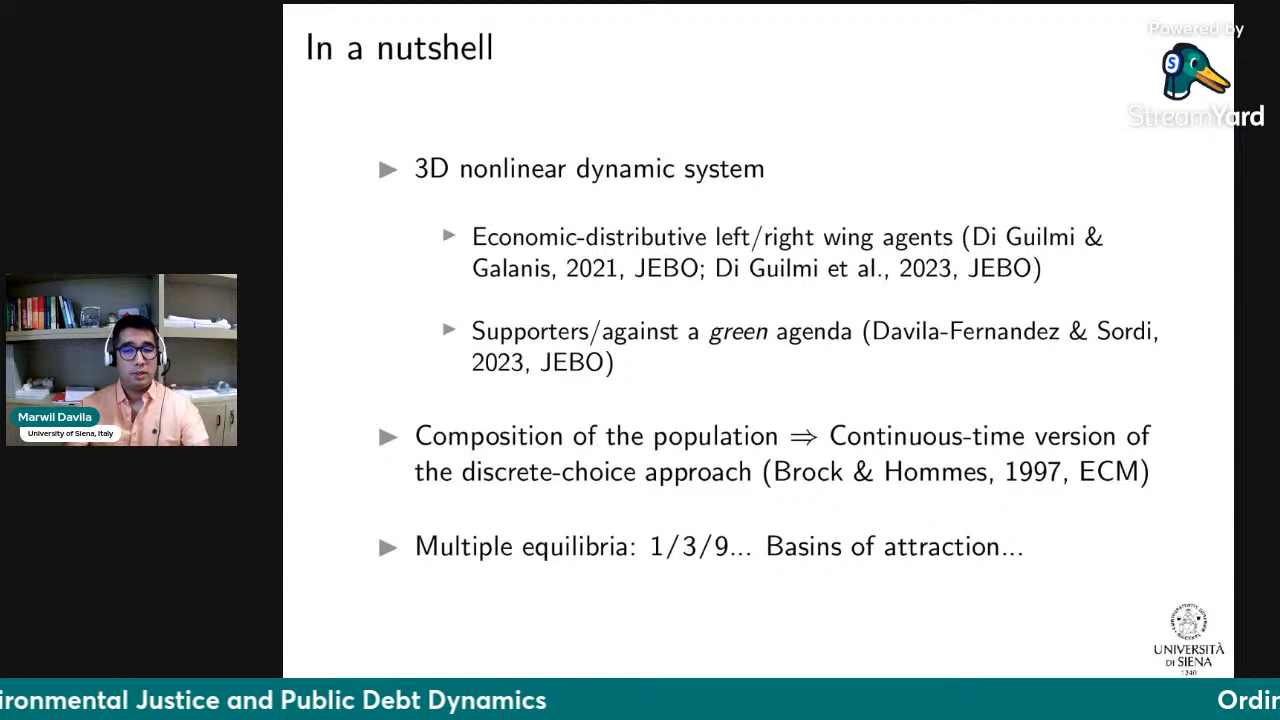 In a nutshell
Powered by
S
StreamYard
▶ 3D nonlinear dynamic system
▶ Economic-distributive left/right wing agents (Di Guilmi &
Galanis, 2021, JEBO; Di Guilmi et al., 2023, JEBO)
▶ Supporters/against a green agenda (Davila-Fernandez & Sordi,
2023, JEBO)
▶ Composition of the population ⇒ Continuous-time version of
the discrete-choice approach (Brock & Hommes, 1997, ECM)
▶ Multiple equilibria: 1/3/9... Basins of attraction...
Marwil Davila
University of Siena, Italy
UNIVERSITÀ
DI SIENA
1240
ironmental Justice and Public Debt Dynamics
Ordin